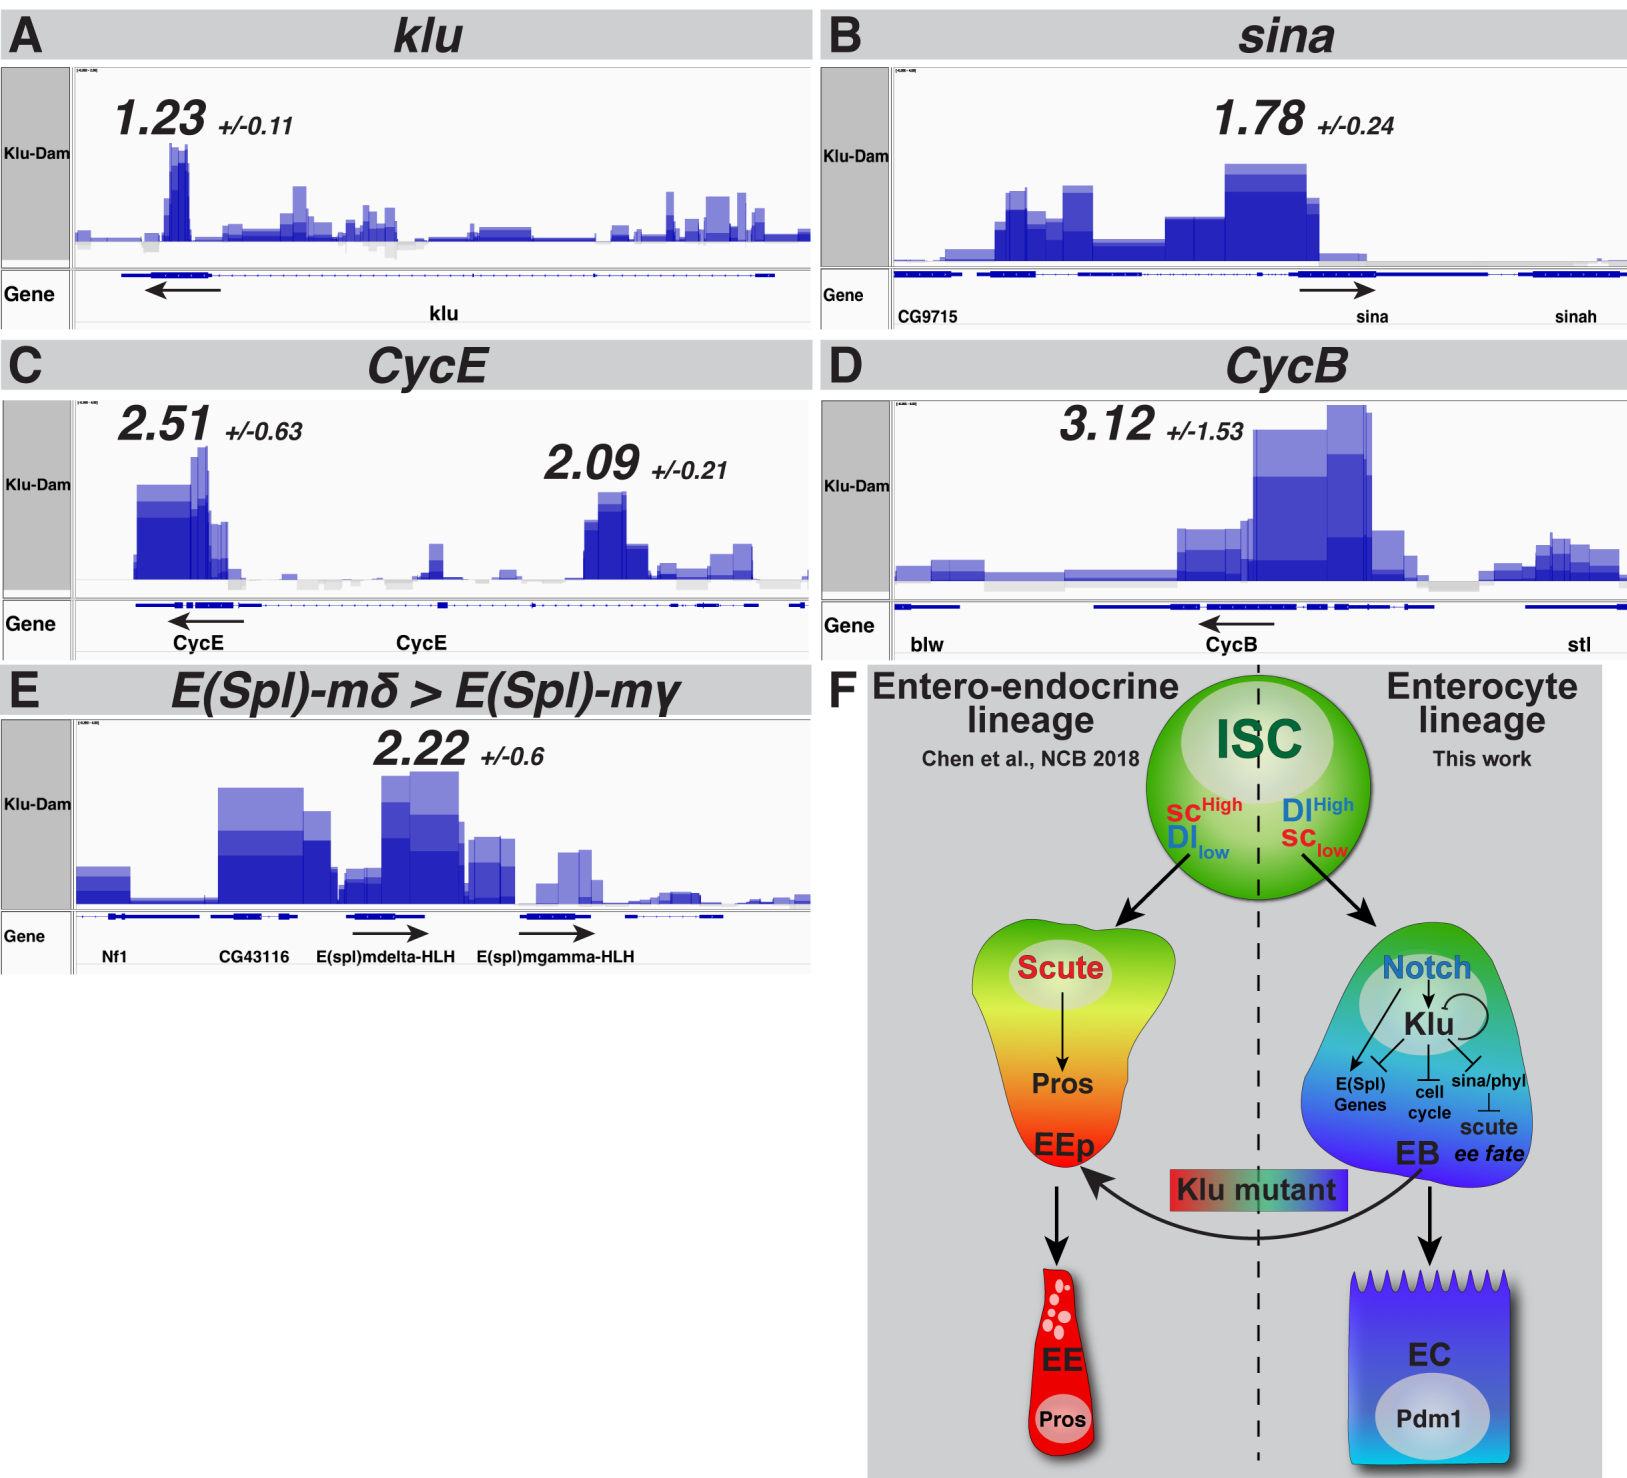 A klu
1.23 +/-0.11
Klu-Dam
Gene
klu
B sina
1.78 +/-0.24
Klu-Dam
Gene
CG9715 sina sinah
C CycE
2.51 +/-0.63
2.09 +/-0.21
Klu-Dam
Gene
CycE CycE
D CycB
3.12 +/-1.53
Klu-Dam
Gene
blw CycB stl
E E(Spl)-mδ > E(Spl)-mγ
2.22 +/-0.6
Klu-Dam
Gene
Nf1 CG43116 E(spl)mdelta-HLH E(spl)mgamma-HLH
F
Entero-endocrine
lineage
Chen et al., NCB 2018
Enterocyte
lineage
This work
ISC
scHigh
Dllow
DlHigh
sclow
Scute
Pros
EEp
Notch
Klu
E(Spl)
Genes
cell
cycle
sina/phyl
scute
ee fate
EB
Klu mutant
EE
Pros
EC
Pdm1